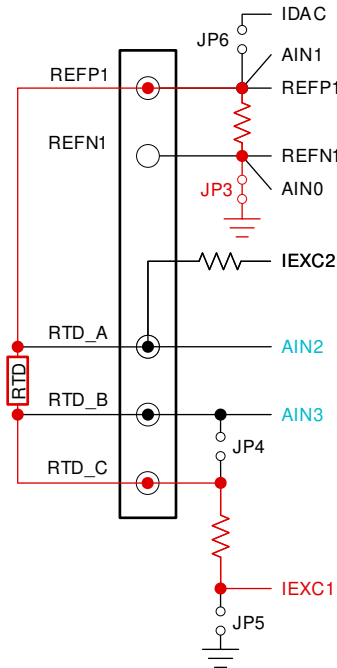 IDAC
JP6
AIN1
REFP1
REFP1
REFN1
REFN1
JP3
AIN0
IEXC2
RTD_A
AIN2
RTD
RTD_B
AIN3
JP4
RTD_C
IEXC1
JP5